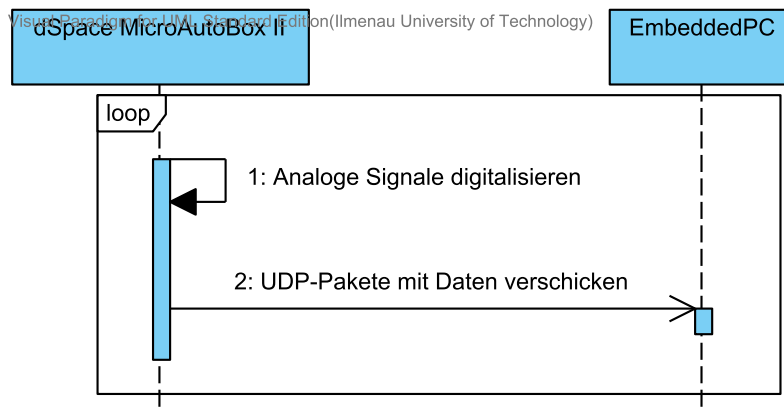 Visual Paradigm for UML Standard Edition(Ilmenau University of Technology)
dSpace MicroAutoBox II
EmbeddedPC
loop
1: Analoge Signale digitalisieren
2: UDP-Pakete mit Daten verschicken